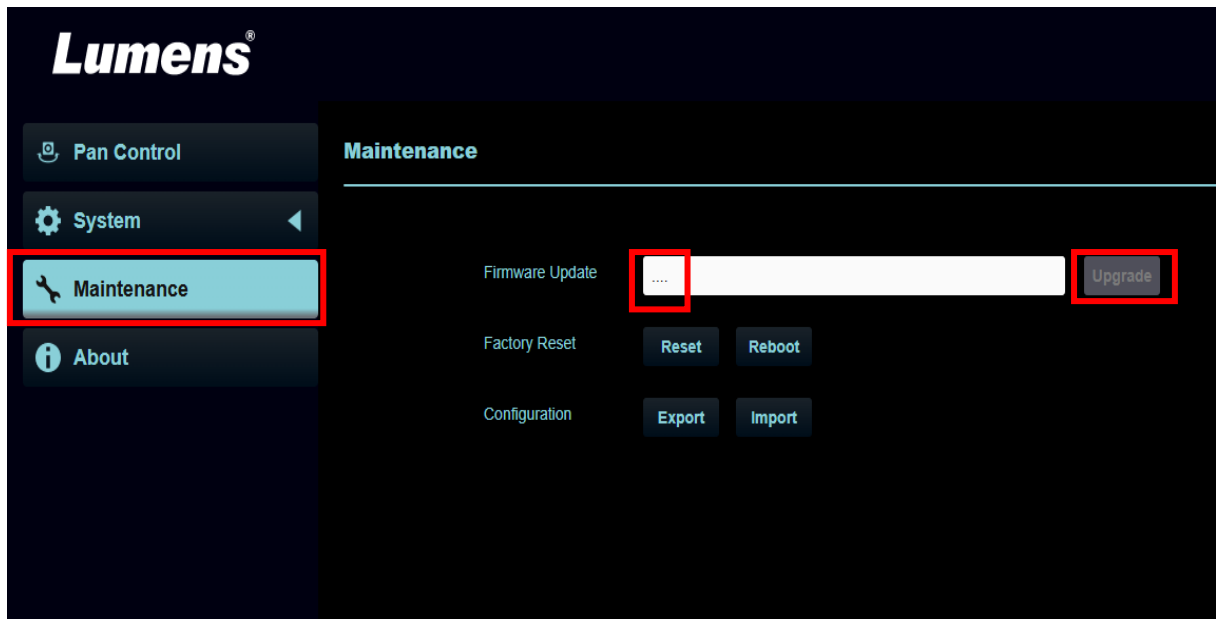 Lumens®
Pan Control
System
Maintenance
About
Maintenance
Firmware Update .... Upgrade
Factory Reset Reset Reboot
Configuration Export Import